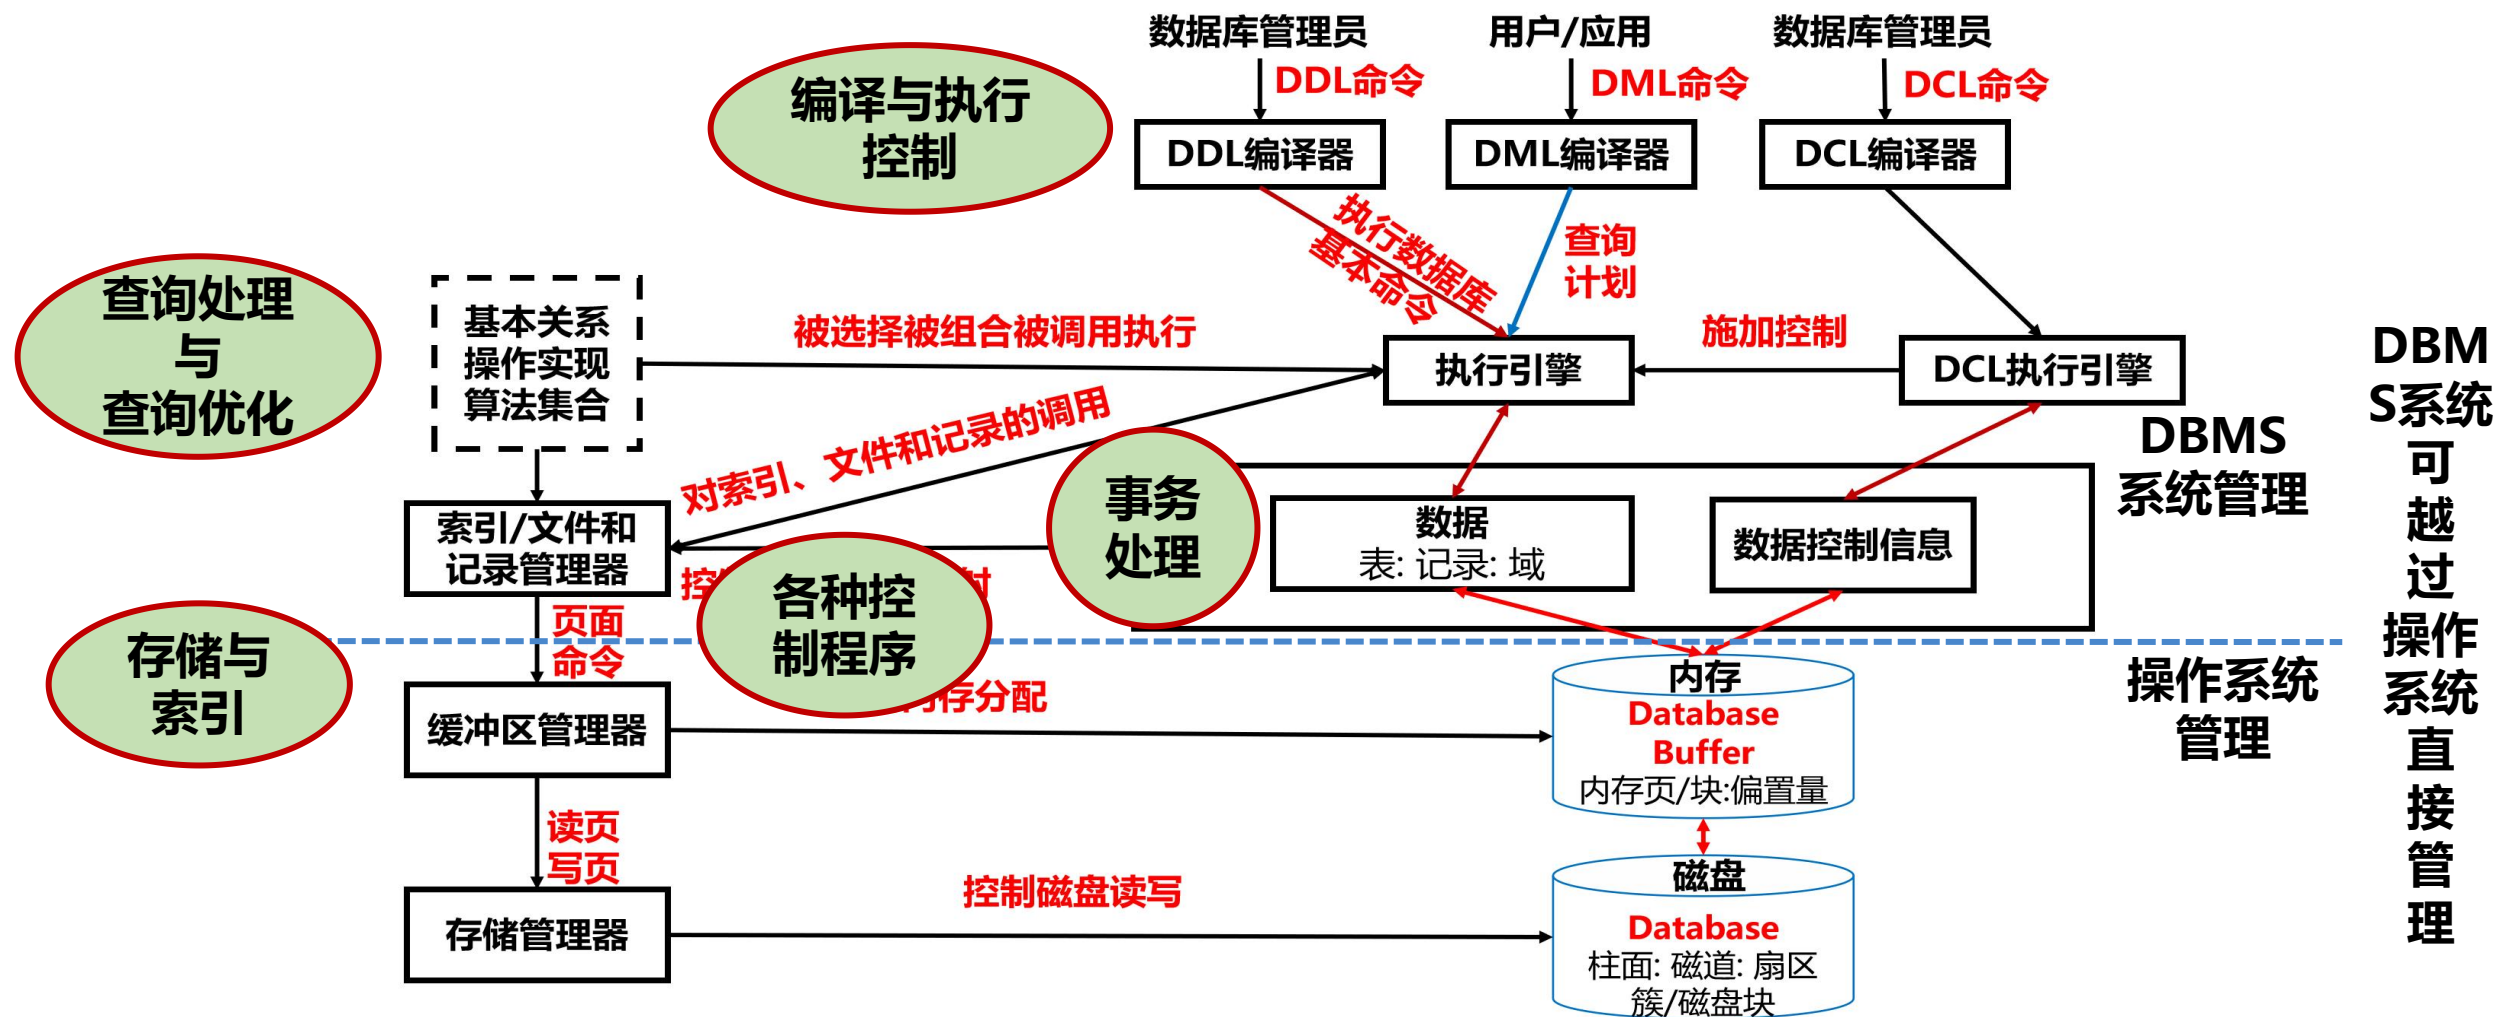 数据库管理员
用户/应用
数据库管理员
DDL命令
DML命令
DCL命令
编译与执行
控制
DDL编译器
DML编译器
DCL编译器
执行数据库
基本命令
查询
计划
查询处理
与
查询优化
基本关系
操作实现
算法集合
被选择被组合被调用执行
执行引擎
施加控制
DCL执行引擎
对索引、文件和记录的调用
DBMS
系统管理
DBM
S系统
可
越
过
操作
系统
直
接
管
理
事务
处理
数据
表: 记录: 域
数据控制信息
索引/文件和
记录管理器
各种控
制程序
页面
命令
存储与
索引
缓冲区管理器
存分配
内存
Database
Buffer
内存页/块:偏置量
操作系统
管理
读页
写页
存储管理器
控制磁盘读写
磁盘
Database
柱面: 磁道: 扇区
簇/磁盘块